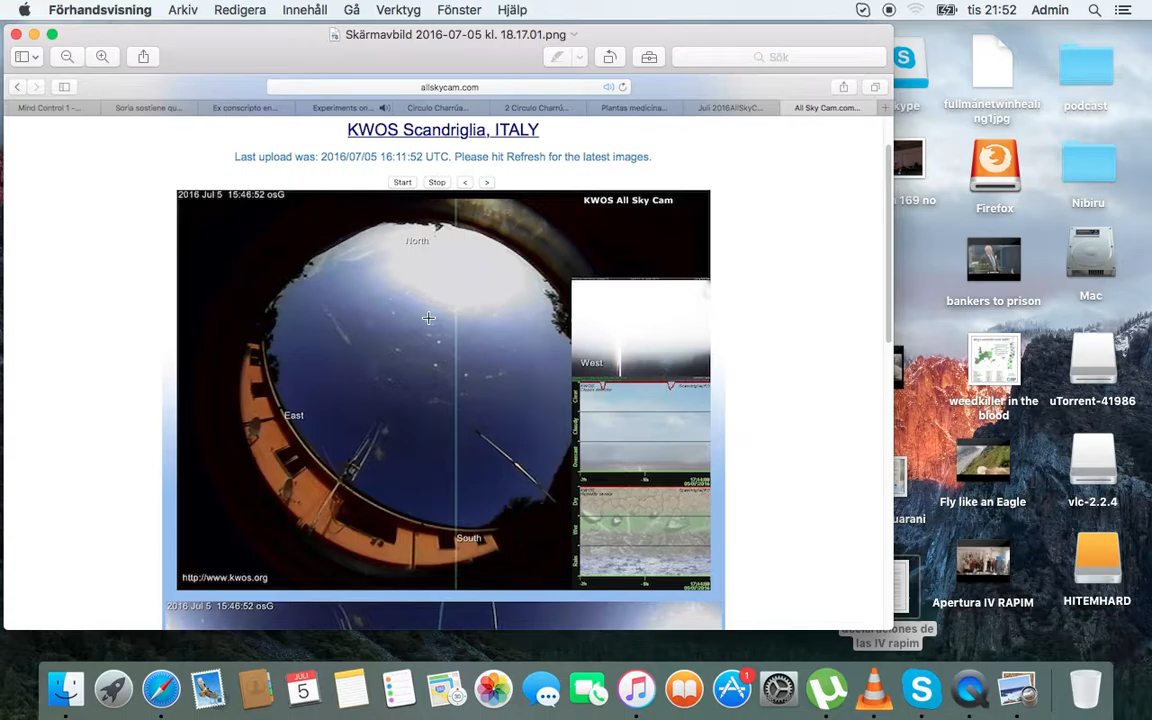 Förhandsvisning Arkiv Redigera Innehåll Gå Verktyg Fönster Hjälp tis 21:52 Admin
Skärmavbild 2016-07-05 kl. 18.17.01.png
Sök
allskycam.com
Mind Control 1 -... Soria sostiene qu... Ex conscripto en... Experiments on... Circulo Charrúa... 2 Circulo Charrú... Plantas medicina... Juli 2016AllSkyC... All Sky Cam.com...
KWOS Scandriglia, ITALY
Last upload was: 2016/07/05 16:11:52 UTC. Please hit Refresh for the latest images.
Start Stop < >
2016 Jul 5 15:46:52 osG
KWOS All Sky Cam
North
West
East
South
http://www.kwos.org
2016 Jul 5 15:46:52 osG
kype
fullmånetwinheali
ng1jpg
podcast
n 169 no
Firefox
Nibiru
bankers to prison
Mac
weedkiller in the
blood
uTorrent-41986
uarani
Fly like an Eagle
vlc-2.2.4
Apertura IV RAPIM
HITEMHARD
las IV rapim
JULI
5
1